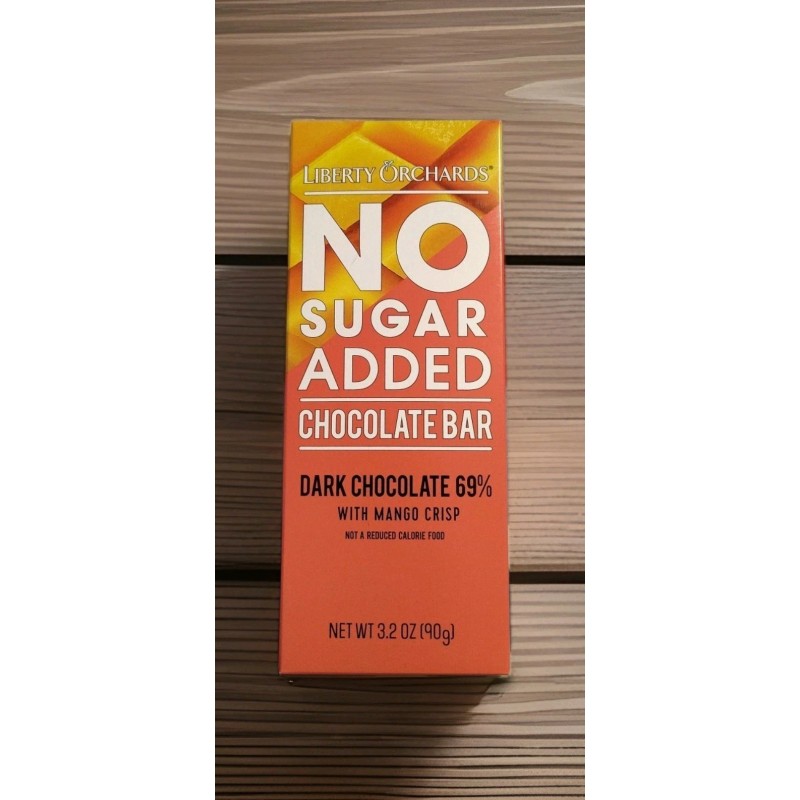 LIBERTY ORCHARDS®
NO
SUGAR
ADDED
CHOCOLATE BAR
DARK CHOCOLATE 69%
WITH MANGO CRISP
NOT A REDUCED CALORIE FOOD
NET WT 3.2 OZ (90g)